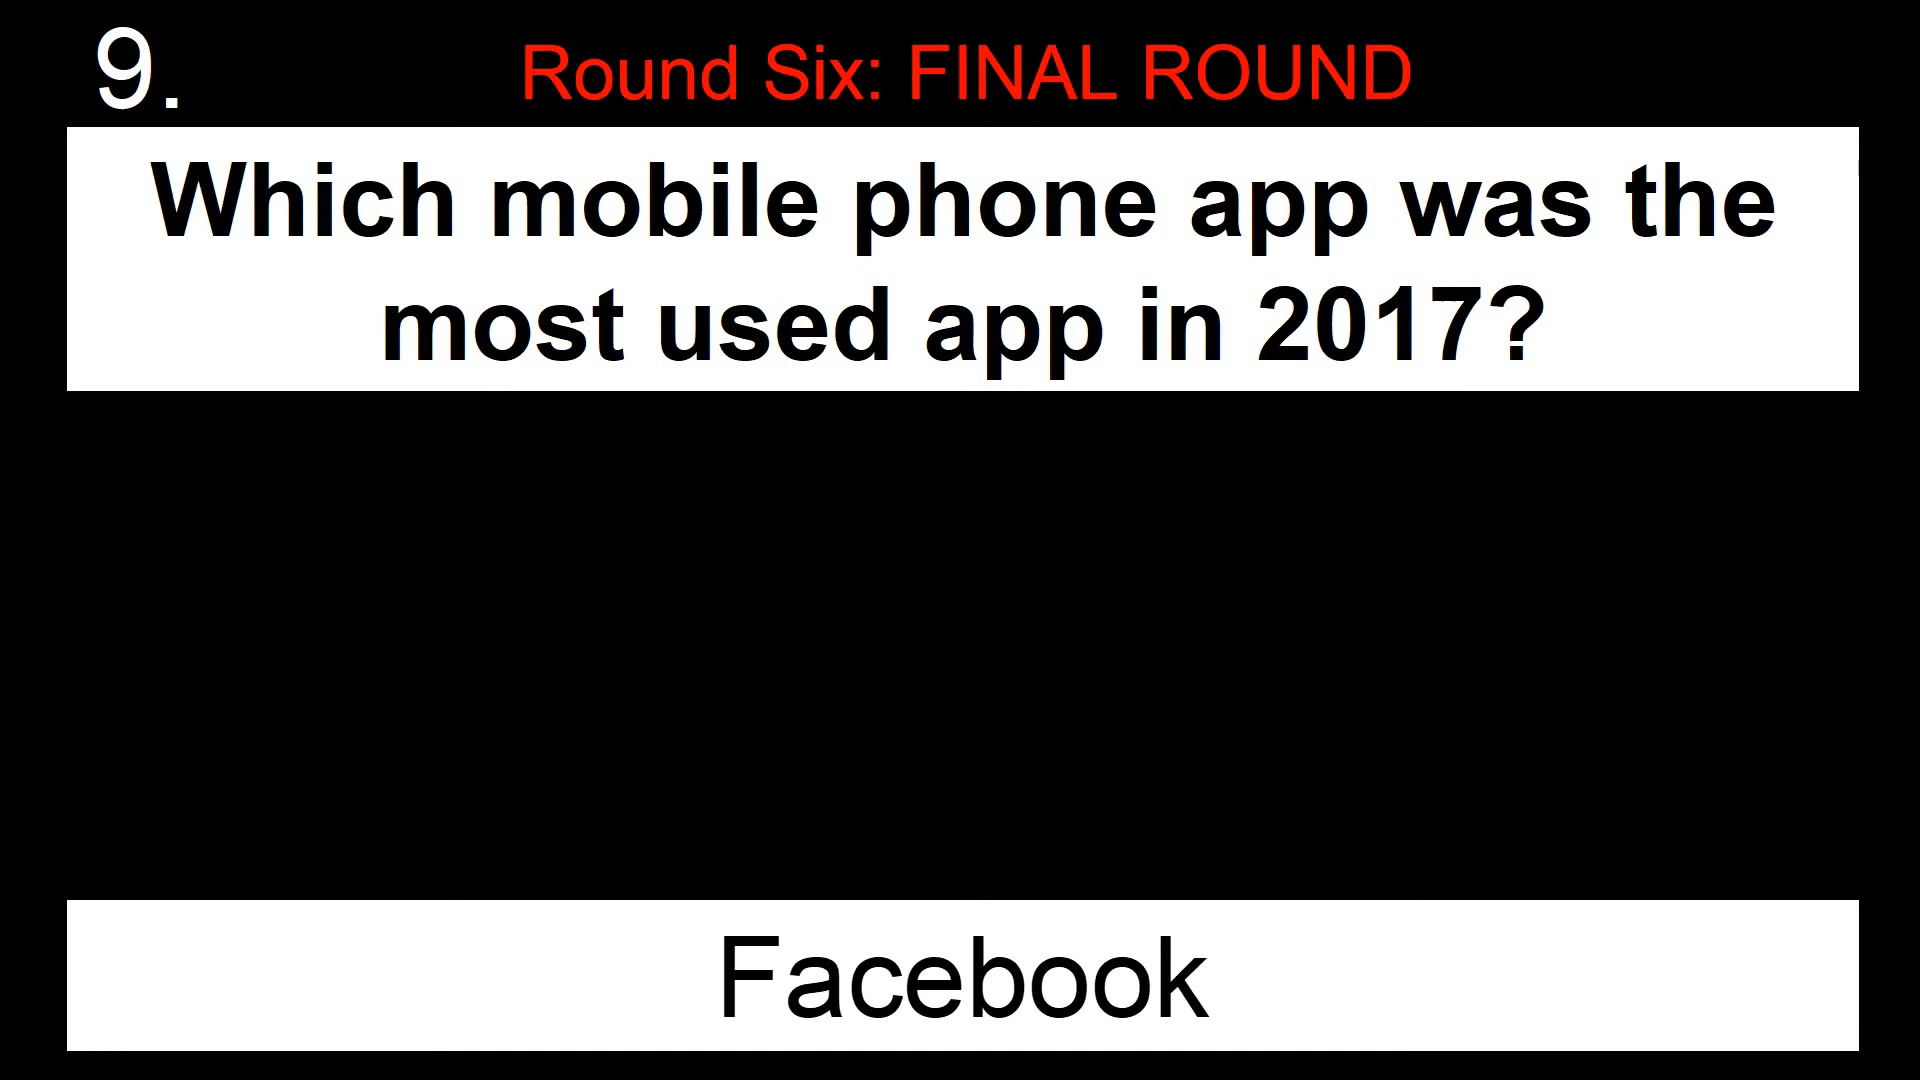 9.
Round Six: FINAL ROUND
Which mobile phone app was the
most used app in 2017?
Facebook